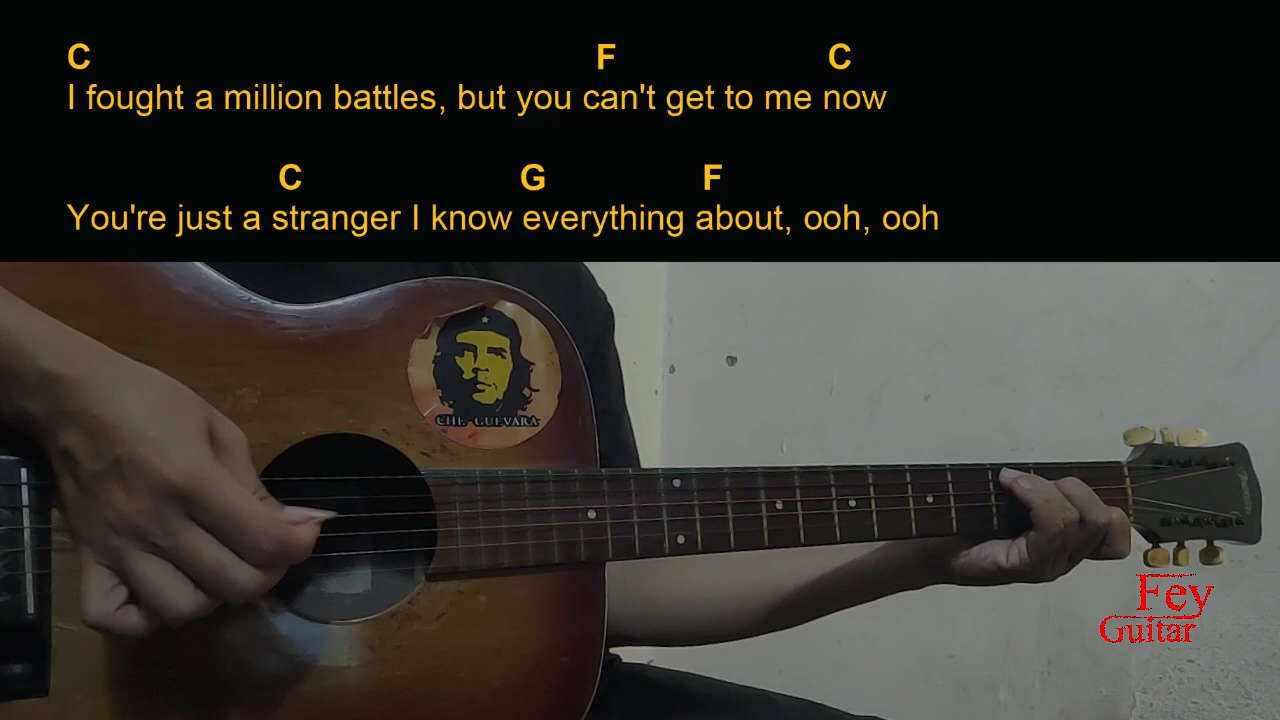 C F C
I fought a million battles, but you can't get to me now
C G F
You're just a stranger I know everything about, ooh, ooh
CHE GUEVARA
Fey
Guitar